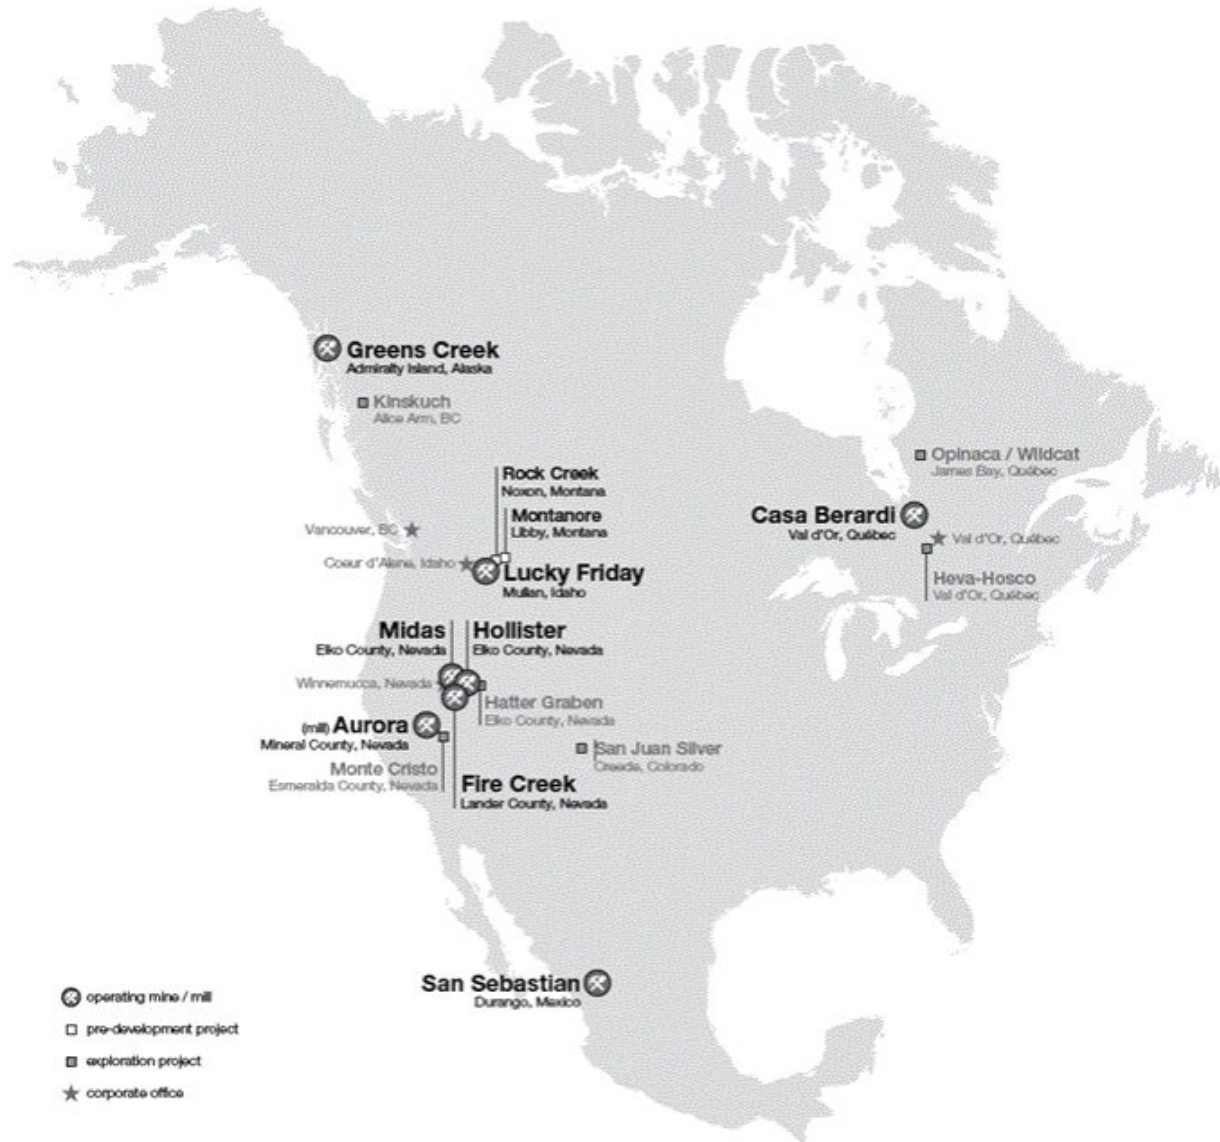 Greens Creek
Admiralty Island, Alaska
Kinskuch
Alice Arm, BC
Rock Creek
Noxon, Montana
Montanore
Libby, Montana
Vancouver, BC
Coeur d'Alene, Idaho
Lucky Friday
Mullan, Idaho
Opinaca / Wildcat
James Bay, Québec
Casa Berardi
Val d'Or, Québec
Val d'Or, Québec
Heva-Hosco
Val d'Or, Québec
Midas
Elko County, Nevada
Hollister
Elko County, Nevada
Winnemucca, Nevada
Hatter Graben
Elko County, Nevada
(mill) Aurora
Mineral County, Nevada
San Juan Silver
Creede, Colorado
Monte Cristo
Esmeralda County, Nevada
Fire Creek
Lander County, Nevada
San Sebastian
Durango, Mexico
operating mine / mill
pre-development project
exploration project
corporate office